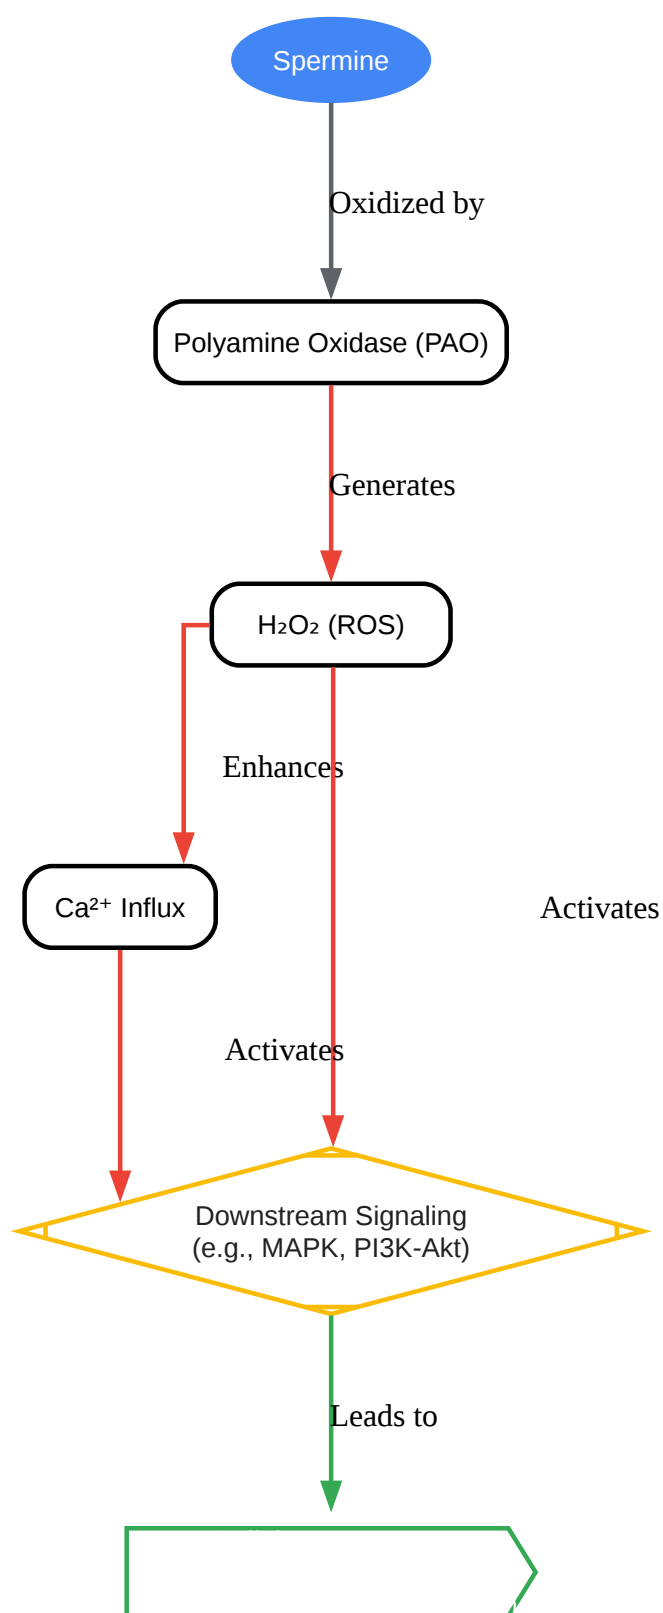 Spermine
Oxidized by
Polyamine Oxidase (PAO)
Generates
H₂O₂ (ROS)
Enhances
Ca²⁺ Influx
Activates
Activates
Downstream Signaling
(e.g., MAPK, PI3K-Akt)
Leads to